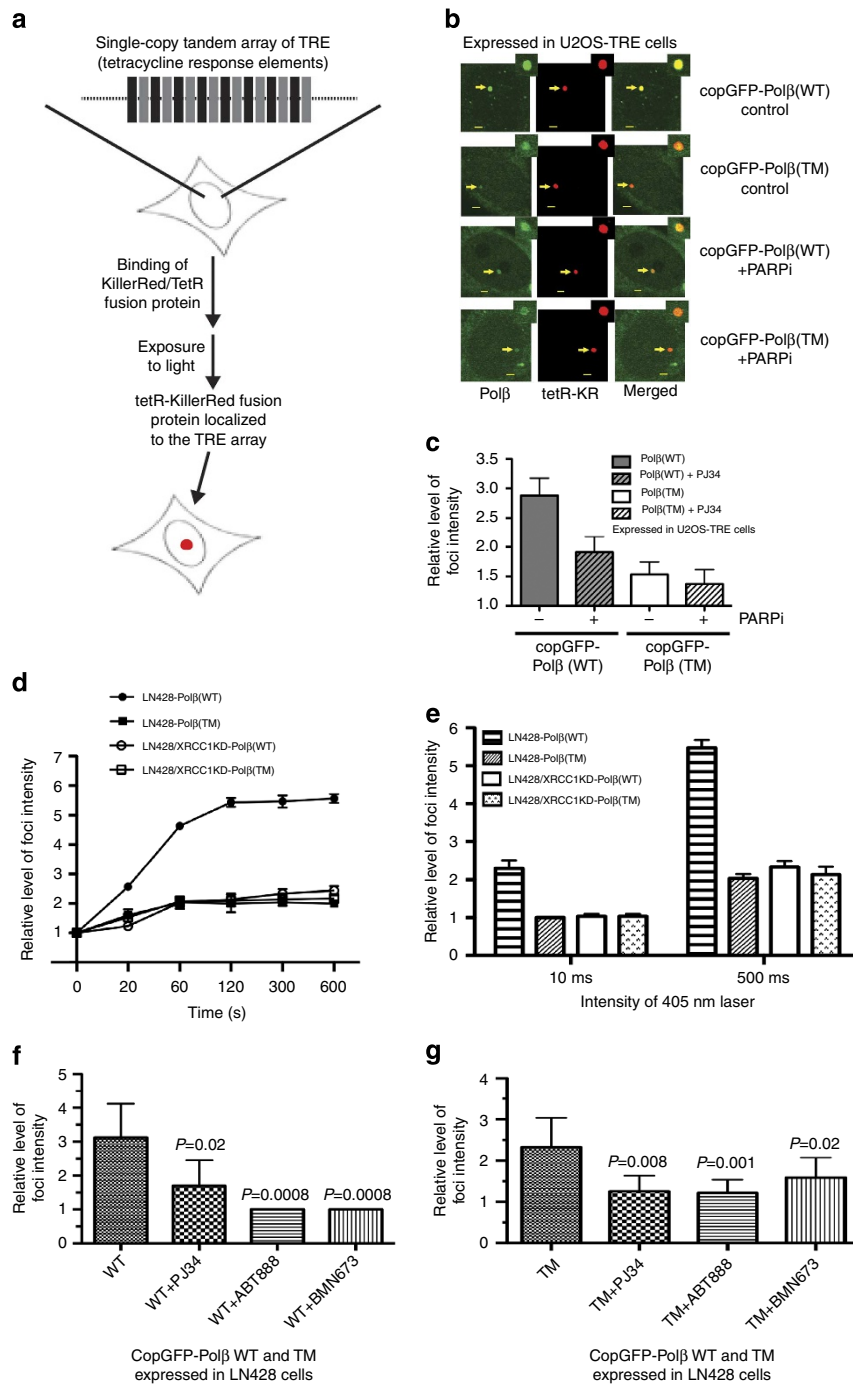 a
Single-copy tandem array of TRE
(tetracycline response elements)
Binding of
KillerRed/TetR
fusion protein
Exposure
to light
tetR-KillerRed fusion
protein localized
to the TRE array
b
Expressed in U2OS-TRE cells
copGFP-Polβ(WT)
control
copGFP-Polβ(TM)
control
copGFP-Polβ(WT)
+PARPi
copGFP-Polβ(TM)
+PARPi
Polβ
tetR-KR
Merged
c
Relative level of
foci intensity
3.5
3.0
2.5
2.0
1.5
1.0
Polβ(WT)
Polβ(WT) + PJ34
Polβ(TM)
Polβ(TM) + PJ34
Expressed in U2OS-TRE cells
– + – + PARPi
copGFP-
Polβ (WT)
copGFP-
Polβ (TM)
d
LN428-Polβ(WT)
LN428-Polβ(TM)
LN428/XRCC1KD-Polβ(WT)
LN428/XRCC1KD-Polβ(TM)
Relative level of foci intensity
7
6
5
4
3
2
1
0 20 60 120 300 600
Time (s)
e
LN428-Polβ(WT)
LN428-Polβ(TM)
LN428/XRCC1KD-Polβ(WT)
LN428/XRCC1KD-Polβ(TM)
Relative level of foci intensity
6
5
4
3
2
1
0
10 ms 500 ms
Intensity of 405 nm laser
f
Relative level of
foci intensity
5
4
3
2
1
0
P=0.02
P=0.0008
P=0.0008
WT
WT+PJ34
WT+ABT888
WT+BMN673
CopGFP-Polβ WT and TM
expressed in LN428 cells
g
Relative level of
foci intensity
4
3
2
1
0
P=0.008
P=0.001
P=0.02
TM
TM+PJ34
TM+ABT888
TM+BMN673
CopGFP-Polβ WT and TM
expressed in LN428 cells